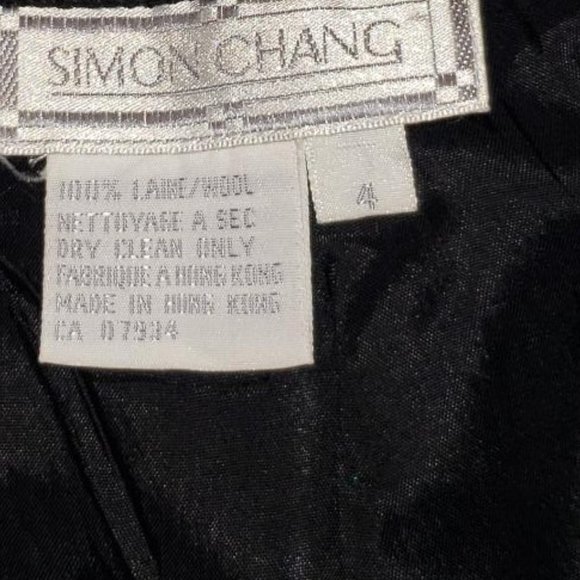 SIMON CHANG
4
100% LAINE/WOOL
NETTOYAGE A SEC
DRY CLEAN ONLY
FABRIQUE A HONG KONG
MADE IN HONG KONG
CA 07934